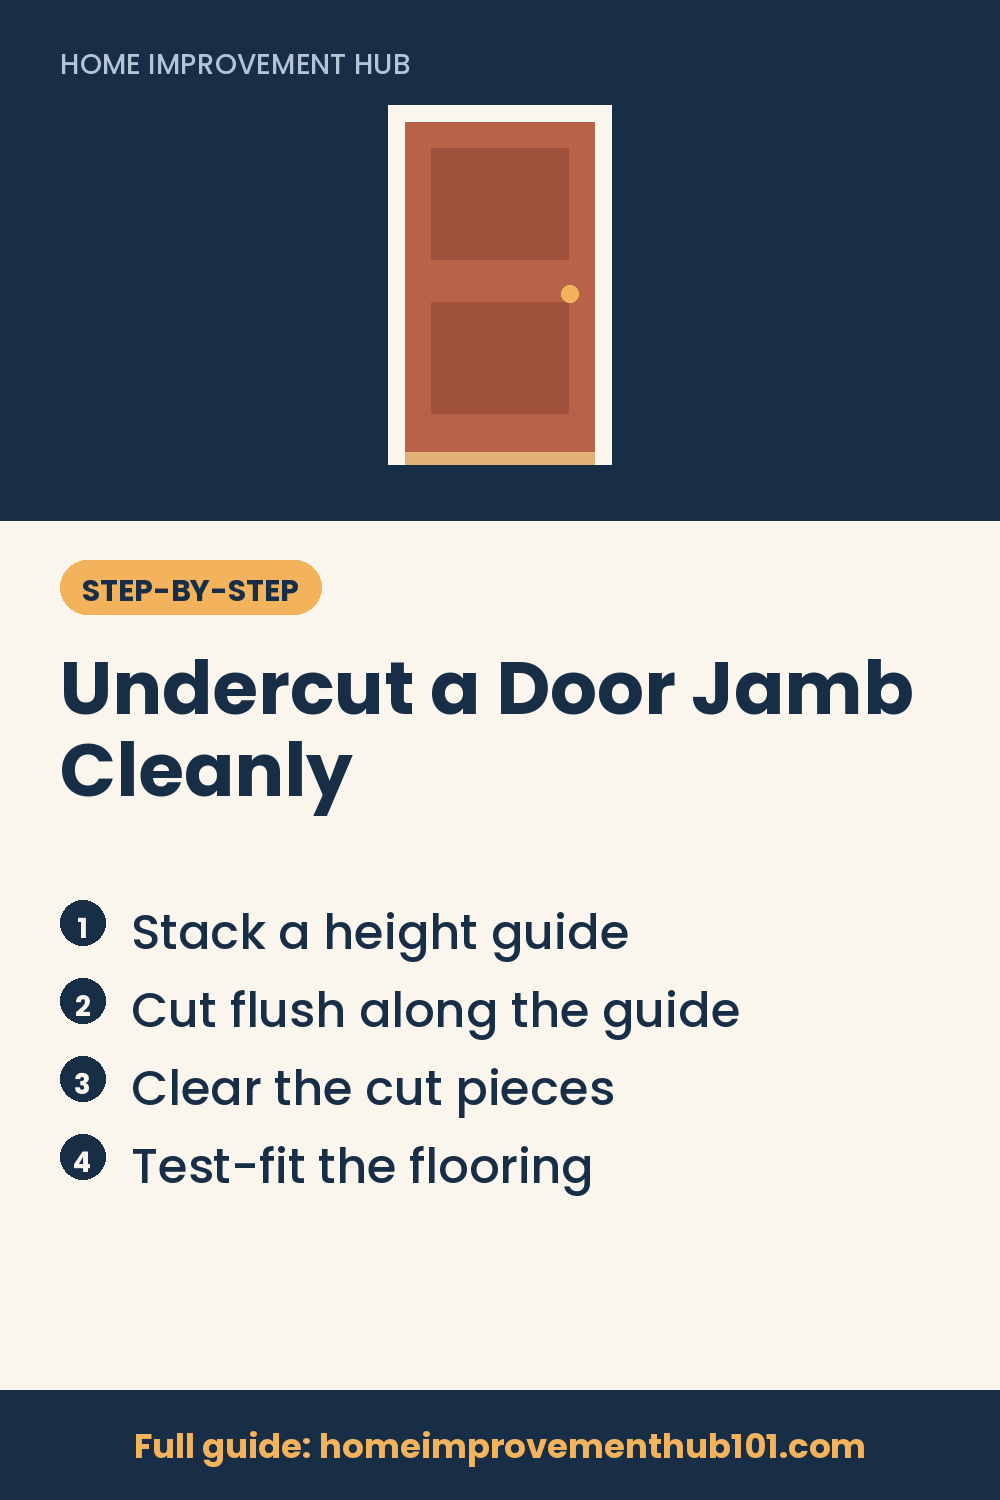 HOME IMPROVEMENT HUB
STEP-BY-STEP
Undercut a Door Jamb
Cleanly
1 Stack a height guide
2 Cut flush along the guide
3 Clear the cut pieces
4 Test-fit the flooring
Full guide: homeimprovementhub101.com